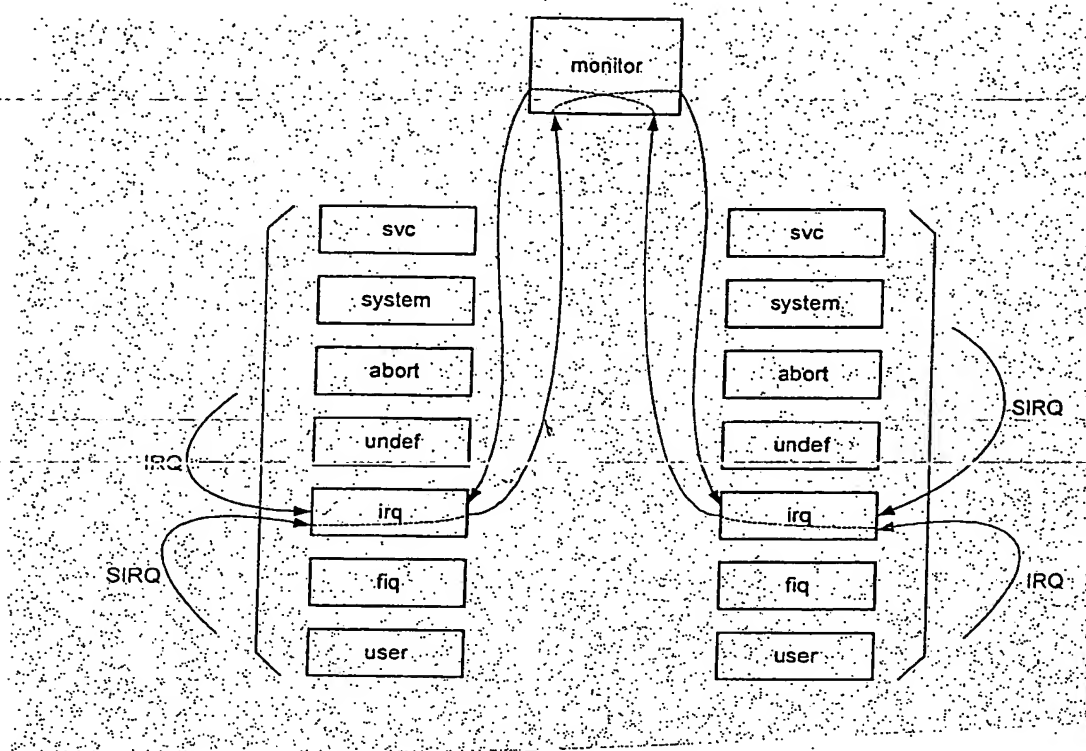 monitor
svc
svc
system
system
abort
abort
SIRQ
undef
undef
IRQ
irq
irq
SIRQ
fiq
fiq
IRQ
user
user